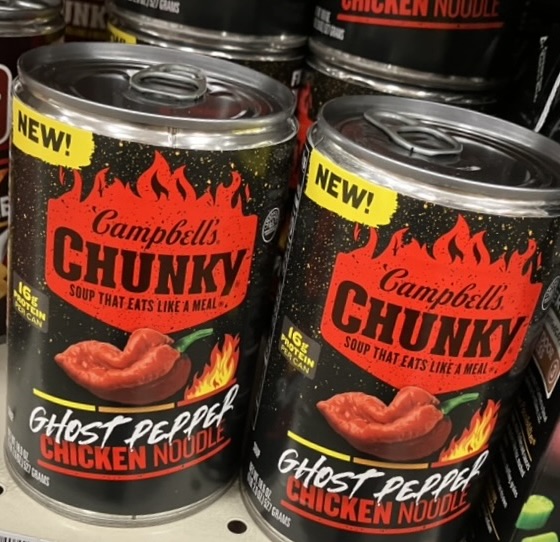 CHICKEN NOODLE
NEW!
Campbell's
CHUNKY
SOUP THAT EATS LIKE A MEAL
16g
PROTEIN
PER CAN
GHOST PEPPER
CHICKEN NOODLE
NEW!
Campbell's
CHUNKY
SOUP THAT EATS LIKE A MEAL
16g
PROTEIN
PER CAN
GHOST PEPPER
CHICKEN NOODLE